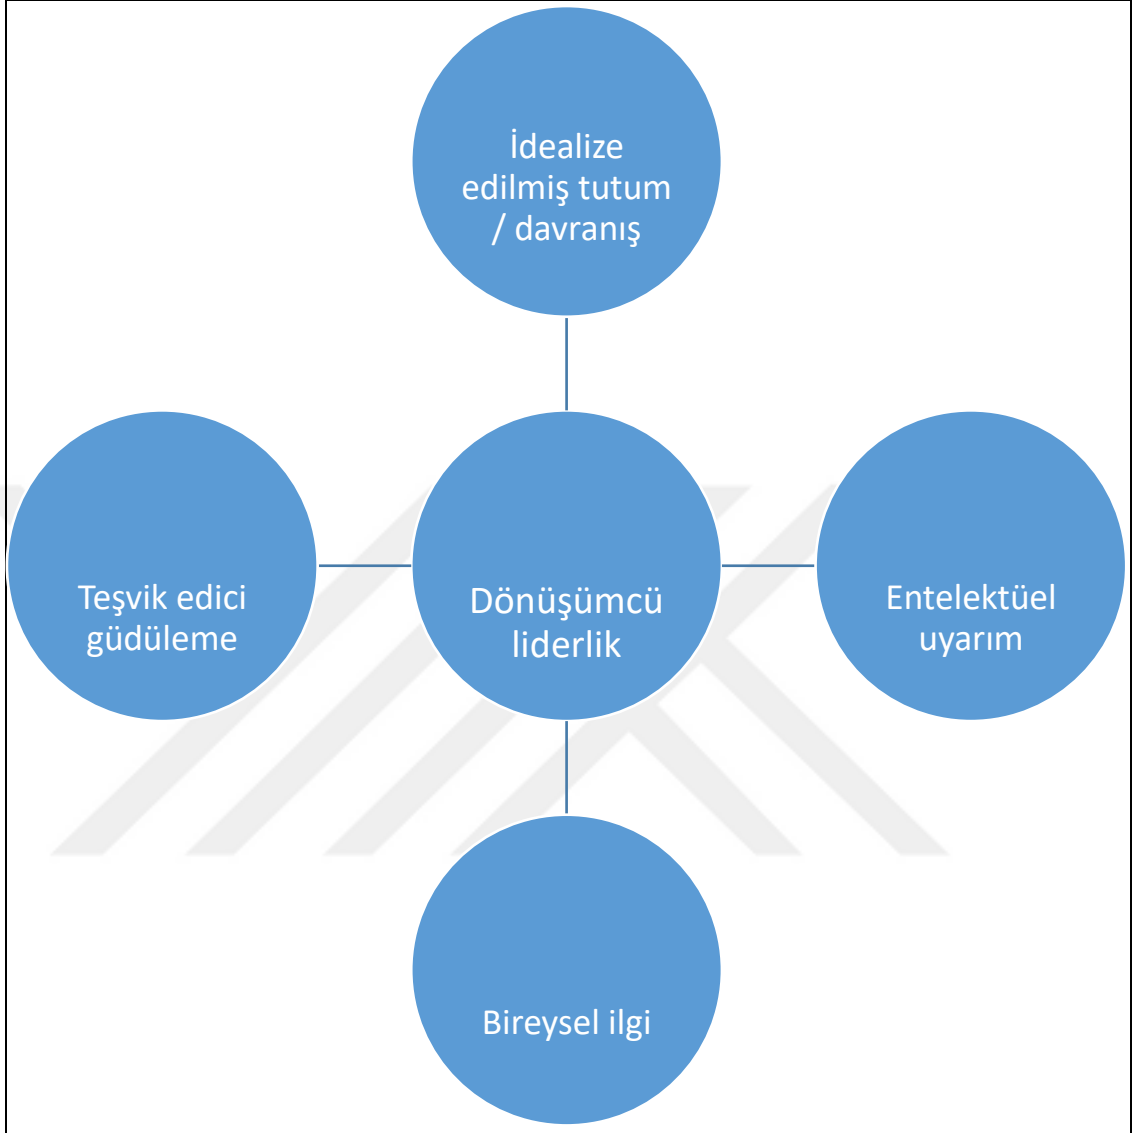 İdealize
edilmiş tutum
/ davranış
Teşvik edici
güdüleme
Dönüşümcü
liderlik
Entelektüel
uyarım
Bireysel ilgi